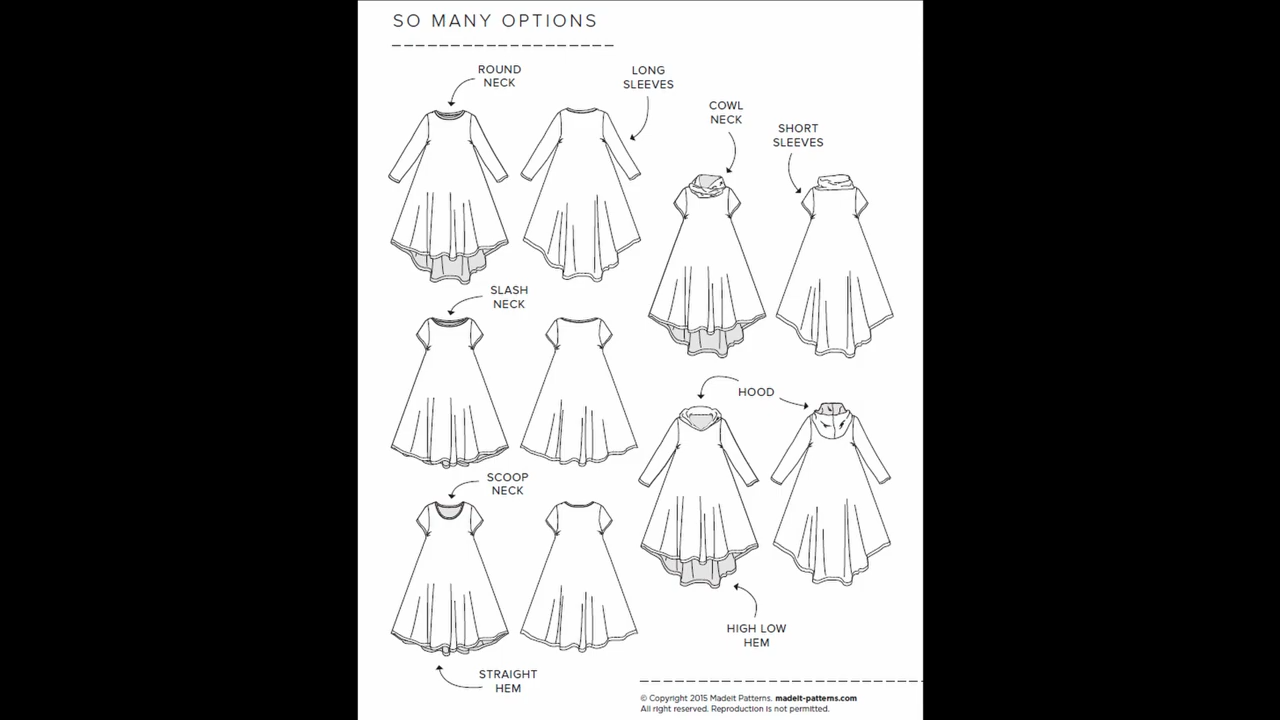 SO MANY OPTIONS
ROUND
NECK
LONG
SLEEVES
COWL
NECK
SHORT
SLEEVES
SLASH
NECK
HOOD
SCOOP
NECK
HIGH LOW
HEM
STRAIGHT
HEM
© Copyright 2015 Madeit Patterns. madeit-patterns.com
All right reserved. Reproduction is not permitted.